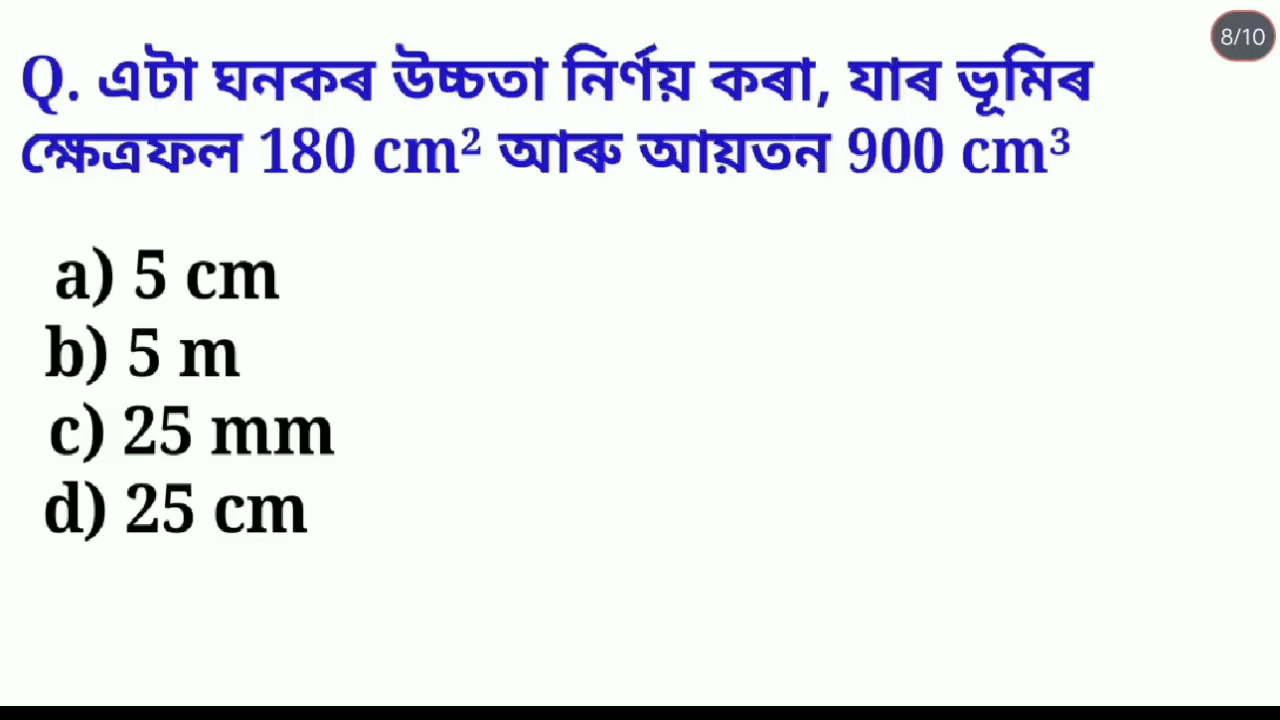 8/10
Q. এটা ঘনকৰ উচ্চতা নিৰ্ণয় কৰা, যাৰ ভূমিৰ
ক্ষেত্ৰফল 180 cm² আৰু আয়তন 900 cm³
a) 5 cm
b) 5 m
c) 25 mm
d) 25 cm